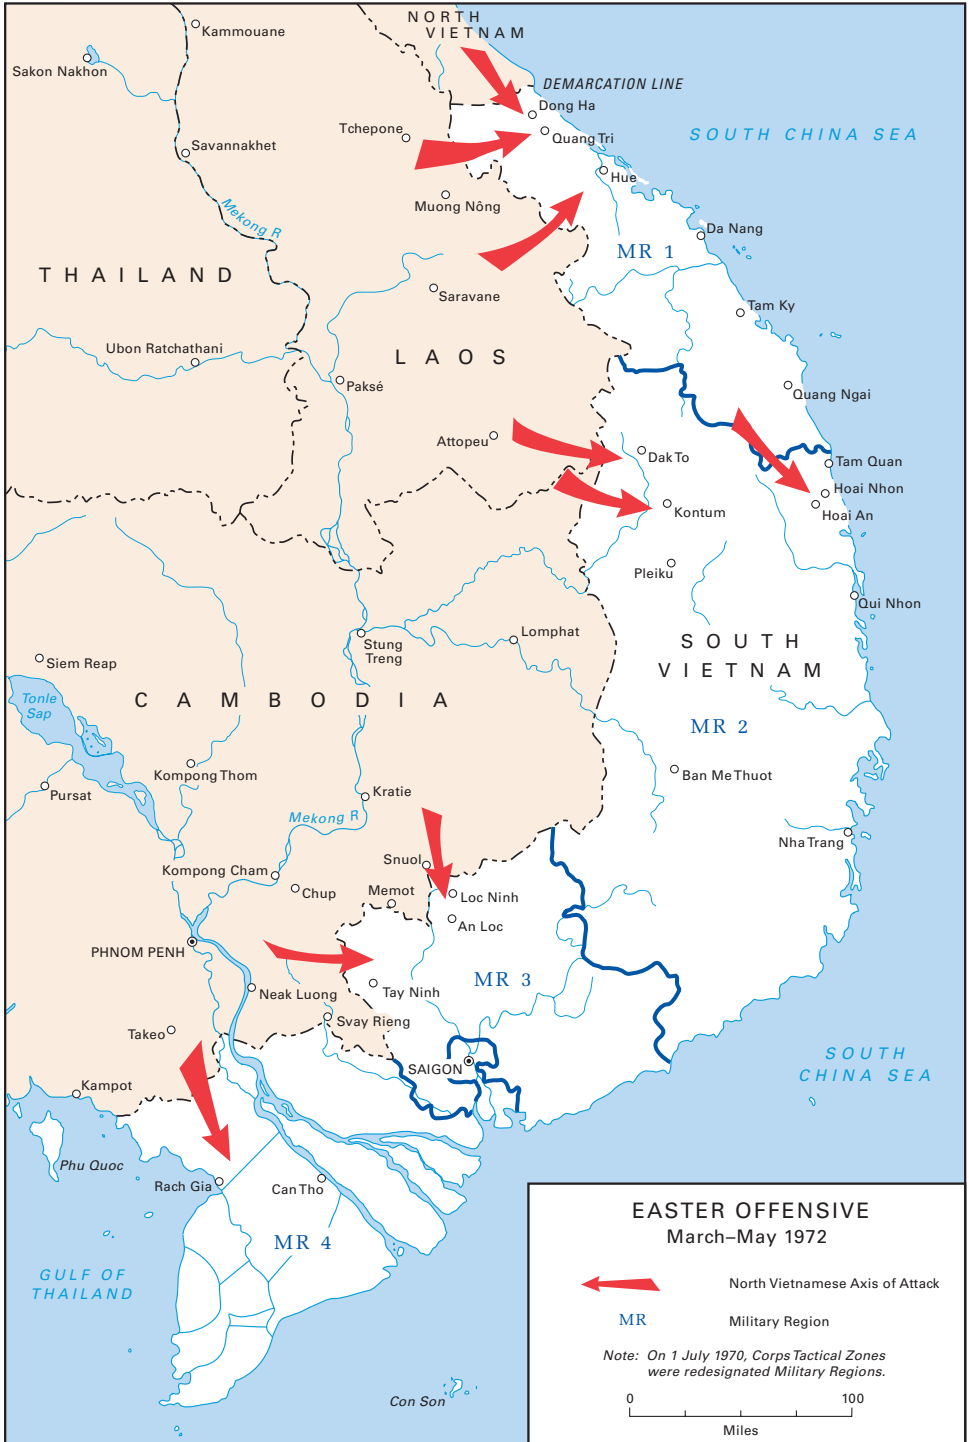 NORTH
VIETNAM
Kammouane
Sakon Nakhon
DEMARCATION LINE
Dong Ha
Tchepone
Quang Tri
SOUTH CHINA SEA
Savannakhet
Hue
Muong Nông
Mekong R
Da Nang
MR 1
THAILAND
Saravane
Tam Ky
Ubon Ratchathani
LAOS
Paksé
Quang Ngai
Attopeu
Dak To
Tam Quan
Hoai Nhon
Kontum
Hoai An
Pleiku
Qui Nhon
Lomphat
Stung
Treng
SOUTH
VIETNAM
Siem Reap
CAMBODIA
Tonle
Sap
MR 2
Kompong Thom
Ban Me Thuot
Pursat
Kratie
Mekong R
Nha Trang
Snuol
Kompong Cham
Chup
Memot
Loc Ninh
An Loc
PHNOM PENH
MR 3
Neak Luong
Tay Ninh
Svay Rieng
Takeo
SAIGON
SOUTH
CHINA SEA
Kampot
Phu Quoc
Rach Gia
Can Tho
MR 4
GULF OF
THAILAND
Con Son
EASTER OFFENSIVE
March–May 1972
North Vietnamese Axis of Attack
MR Military Region
Note: On 1 July 1970, Corps Tactical Zones
were redesignated Military Regions.
0 100
Miles